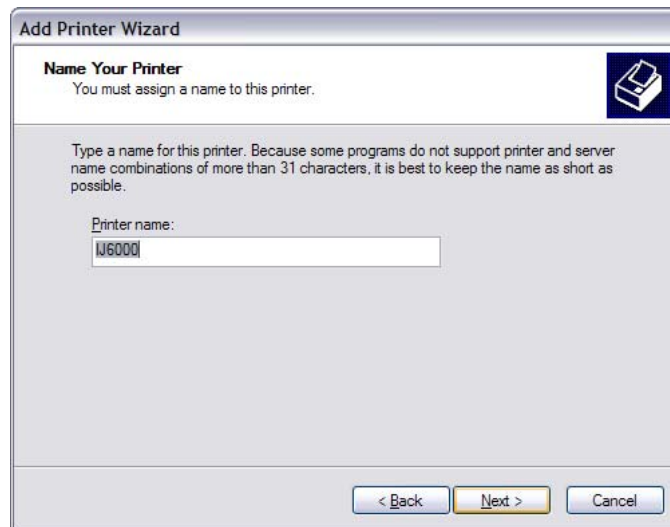 Add Printer Wizard
Name Your Printer
You must assign a name to this printer.
Type a name for this printer. Because some programs do not support printer and server
name combinations of more than 31 characters, it is best to keep the name as short as
possible.
Printer name:
IJ6000
< Back Next > Cancel